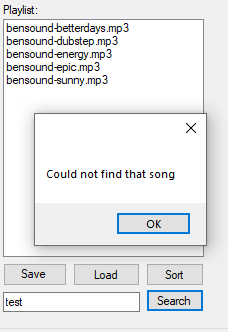 Playlist:
bensound-betterdays.mp3
bensound-dubstep.mp3
bensound-energy.mp3
bensound-epic.mp3
bensound-sunny.mp3
Could not find that song
OK
Save
Load
Sort
test
Search